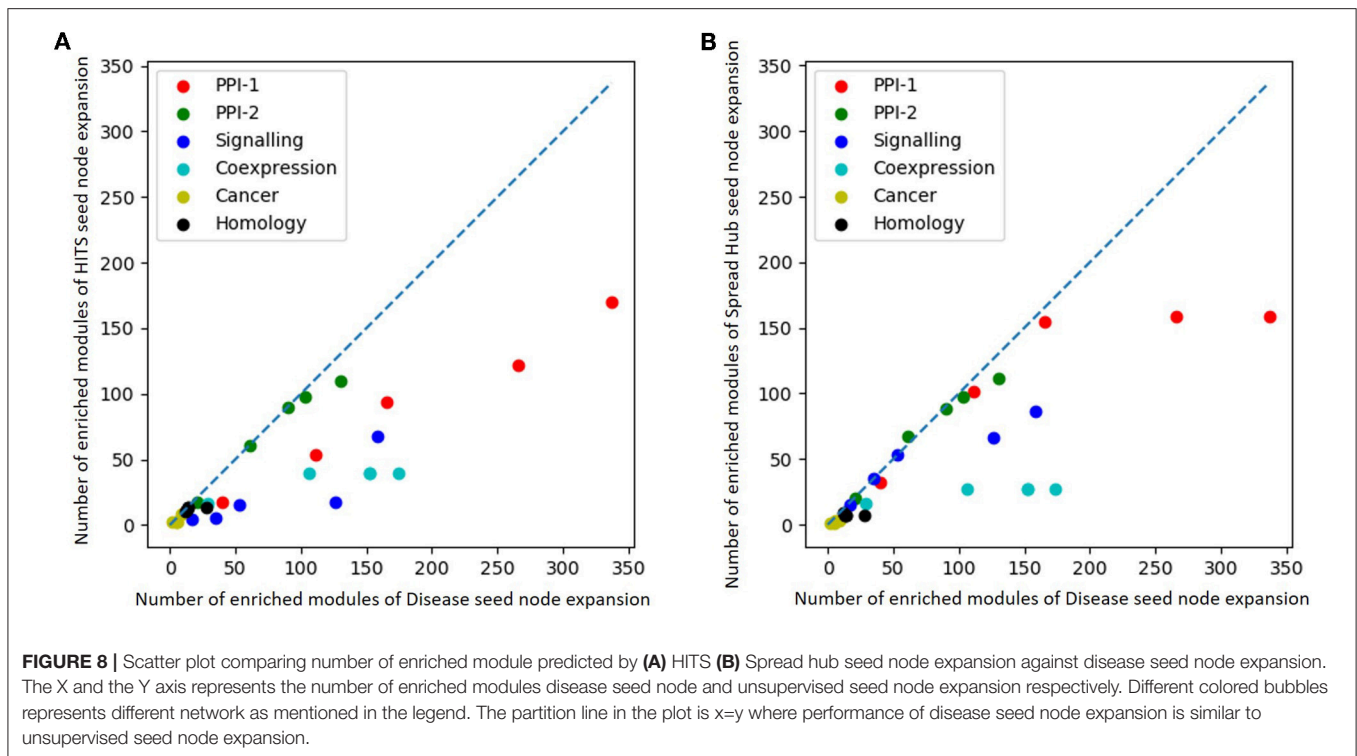 A
Number of enriched modules of HITS seed node expansion
350
300
250
200
150
100
50
0
PPI-1
PPI-2
Signalling
Coexpression
Cancer
Homology
0 50 100 150 200 250 300 350
Number of enriched modules of Disease seed node expansion
B
Number of enriched modules of Spread Hub seed node expansion
350
300
250
200
150
100
50
0
PPI-1
PPI-2
Signalling
Coexpression
Cancer
Homology
0 50 100 150 200 250 300 350
Number of enriched modules of Disease seed node expansion
FIGURE 8 | Scatter plot comparing number of enriched module predicted by (A) HITS (B) Spread hub seed node expansion against disease seed node expansion.
The X and the Y axis represents the number of enriched modules disease seed node and unsupervised seed node expansion respectively. Different colored bubbles
represents different network as mentioned in the legend. The partition line in the plot is x=y where performance of disease seed node expansion is similar to
unsupervised seed node expansion.